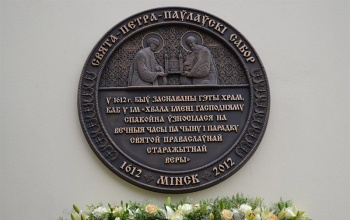 СВЯТА-ПЕТРА-ПАЎЛАЎСКІ САБОР
У 1612 г. БЫЎ ЗАСНАВАНЫ ГЭТЫ ХРАМ,
КАБ У ІМ «ХВАЛА ІМЕНІ ГАСПОДНЯМУ
СПАКОЙНА ЎЗНОСІЛАСЯ НА
ВЕЧНЫЯ ЧАСЫ ПА ЧЫНУ І ПАРАДКУ
СВЯТОЙ ПРАВАСЛАЎНАЙ
СТАРАЖЫТНАЙ
ВЕРЫ»
1612 - МІНСК - 2012